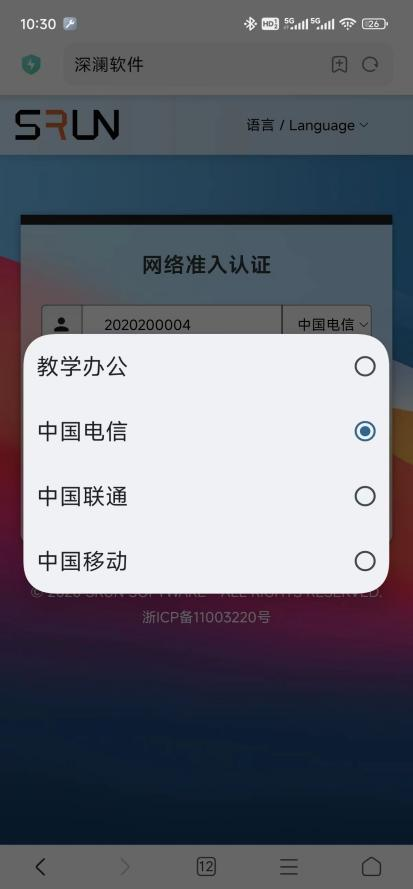 10:30
HD 5G 5G 26
深澜软件
SRUN
语言 / Language
网络准入认证
2020200004 中国电信
教学办公
中国电信
中国联通
中国移动
© 2020 SRUN SOFTWARE ALL RIGHTS RESERVED.
浙ICP备11003220号
12